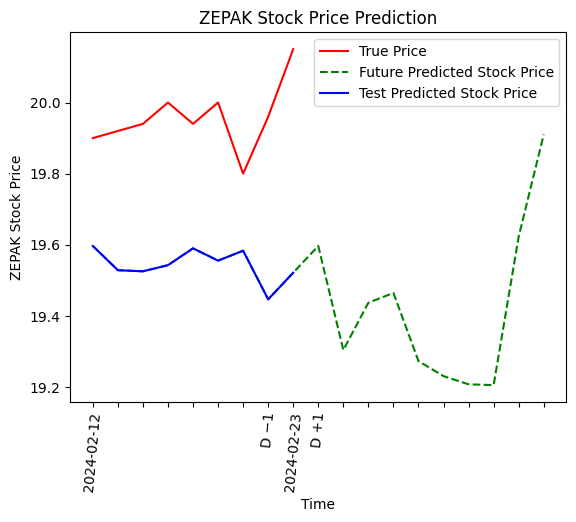 ZEPAK Stock Price Prediction
True Price
Future Predicted Stock Price
Test Predicted Stock Price
ZEPAK Stock Price
20.0
19.8
19.6
19.4
19.2
2024-02-12
D −1
2024-02-23
D +1
Time